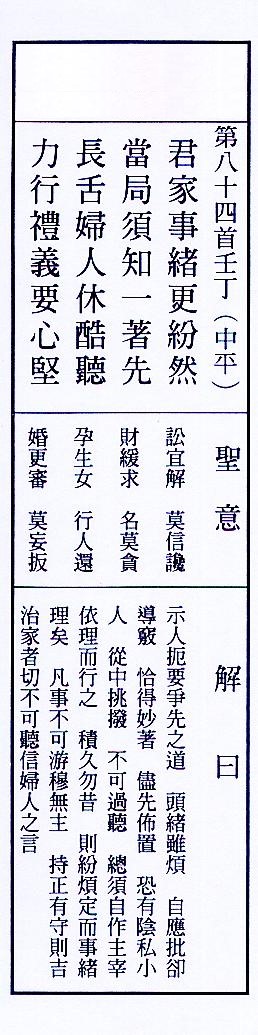 第八十四首壬丁（中平）
君家事緒更紛然
當局須知一著先
長舌婦人休酷聽
力行禮義要心堅
聖意
訟宜解　莫信讒
財緩求　名莫貪
孕生女　行人還
婚更審　莫妄扳
解曰
示人扼要爭先之道　頭緒雖煩　自應批卻
導竅　恰得妙著　儘先佈置　恐有陰私小
人　從中挑撥　不可過聽　總須自作主宰
依理而行之　積久勿昔　則紛煩定而事緒
理矣　凡事不可游穆無主　持正有守則吉
治家者切不可聽信婦人之言